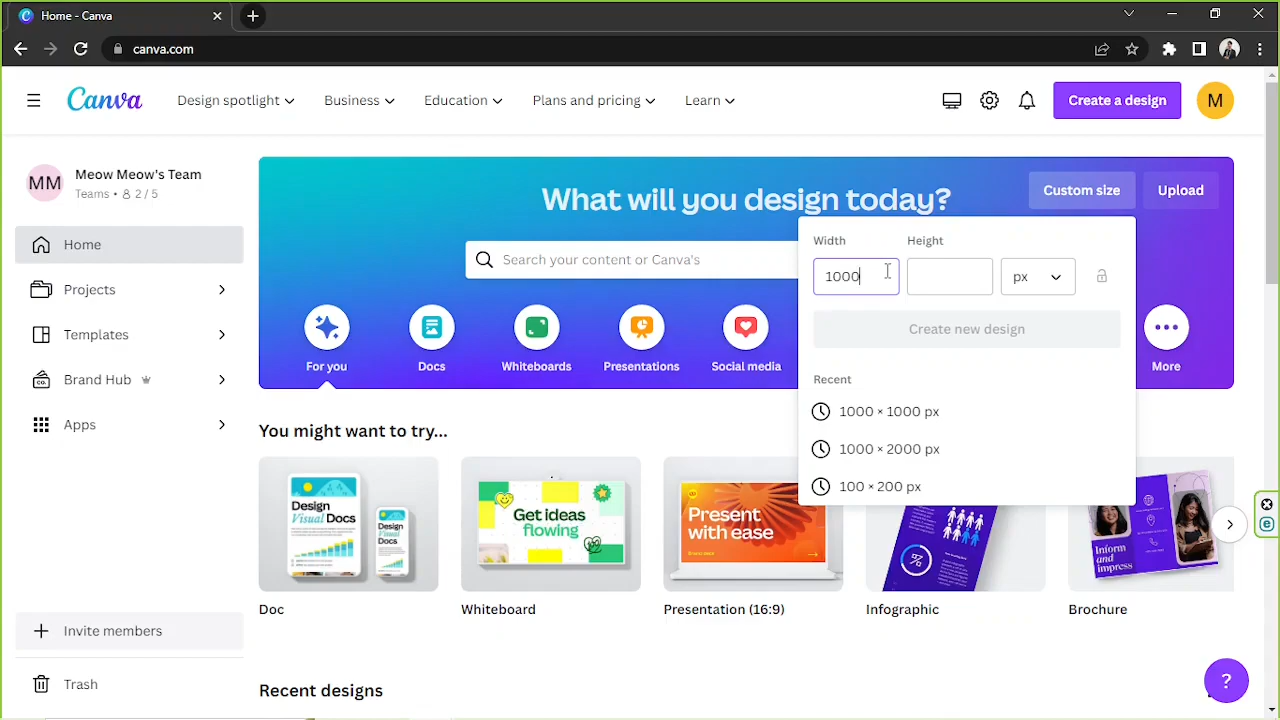 Home - Canva
canva.com
Canva
Design spotlight
Business
Education
Plans and pricing
Learn
Create a design
M
MM
Meow Meow's Team
Teams • 2 / 5
Home
Projects
Templates
Brand Hub
Apps
Invite members
Trash
What will you design today?
Custom size
Upload
Search your content or Canva's
For you
Docs
Whiteboards
Presentations
Social media
More
Width
Height
1000
px
Create new design
Recent
1000 × 1000 px
1000 × 2000 px
100 × 200 px
You might want to try...
Design
Visual Docs
Design
Visual Docs
Get ideas
flowing
Present
with ease
Inform
and
impress
Doc
Whiteboard
Presentation (16:9)
Infographic
Brochure
Recent designs
?